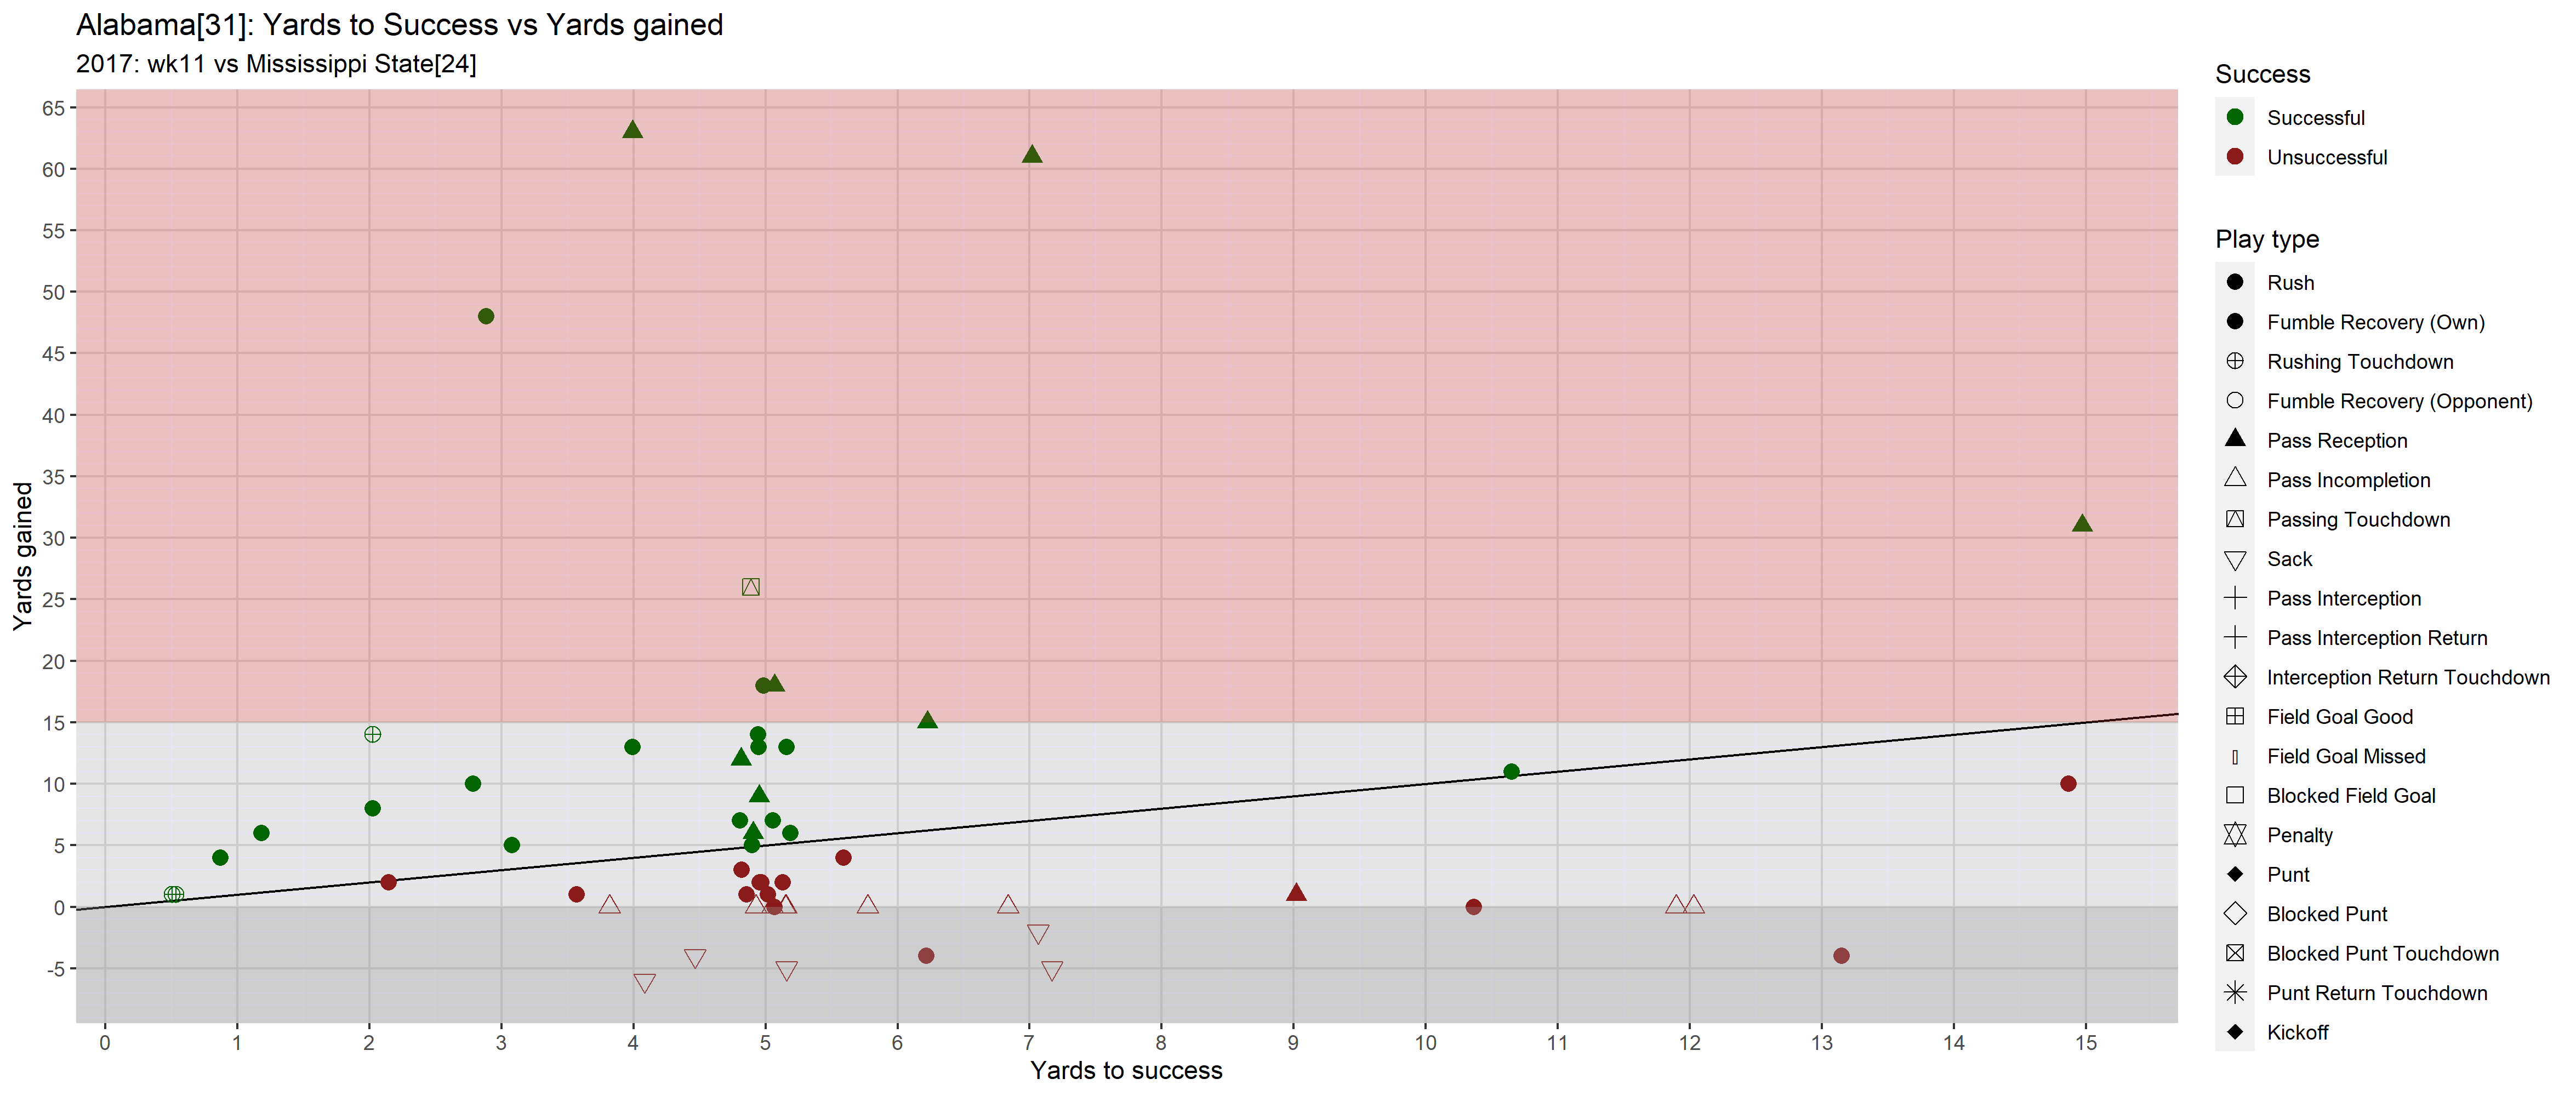 Alabama[31]: Yards to Success vs Yards gained
2017: wk11 vs Mississippi State[24]
Yards gained
65
60
55
50
45
40
35
30
25
20
15
10
5
0
-5
0 1 2 3 4 5 6 7 8 9 10 11 12 13 14 15
Yards to success
Success
Successful
Unsuccessful
Play type
Rush
Fumble Recovery (Own)
Rushing Touchdown
Fumble Recovery (Opponent)
Pass Reception
Pass Incompletion
Passing Touchdown
Sack
Pass Interception
Pass Interception Return
Interception Return Touchdown
Field Goal Good
Field Goal Missed
Blocked Field Goal
Penalty
Punt
Blocked Punt
Blocked Punt Touchdown
Punt Return Touchdown
Kickoff